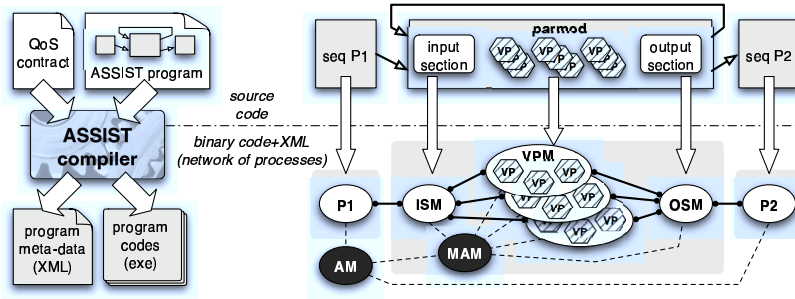 QoS
contract
ASSIST program
source
code
ASSIST
compiler
binary code+XML
(network of processes)
program
meta-data
(XML)
program
codes
(exe)
parmod
seq P1
input
section
VP
VP
VP
P
P
P
P
P
P
output
section
seq P2
VPM
VP
VP
VP
VP
VP
VP
VP
VP
P1
ISM
OSM
P2
AM
MAM